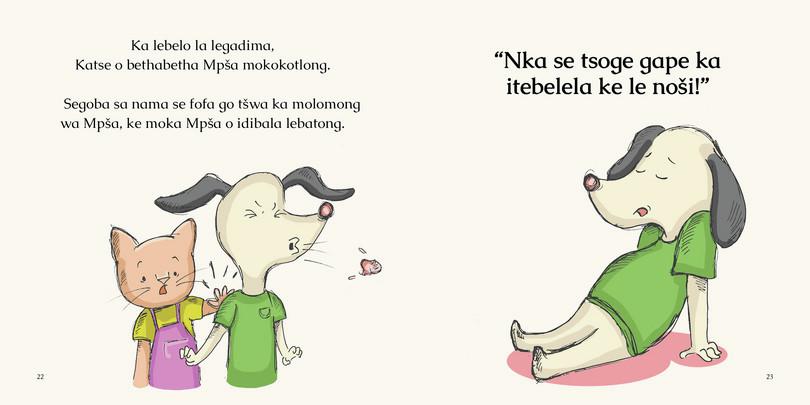 Ka lebelo la legadima,
Katse o bethabetha Mpša mokokotlong.
Segoba sa nama se fofa go tšwa ka molomong
wa Mpša, ke moka Mpša o idibala lebatong.
22
“Nka se tsoge gape ka
itebelela ke le noši!”
23